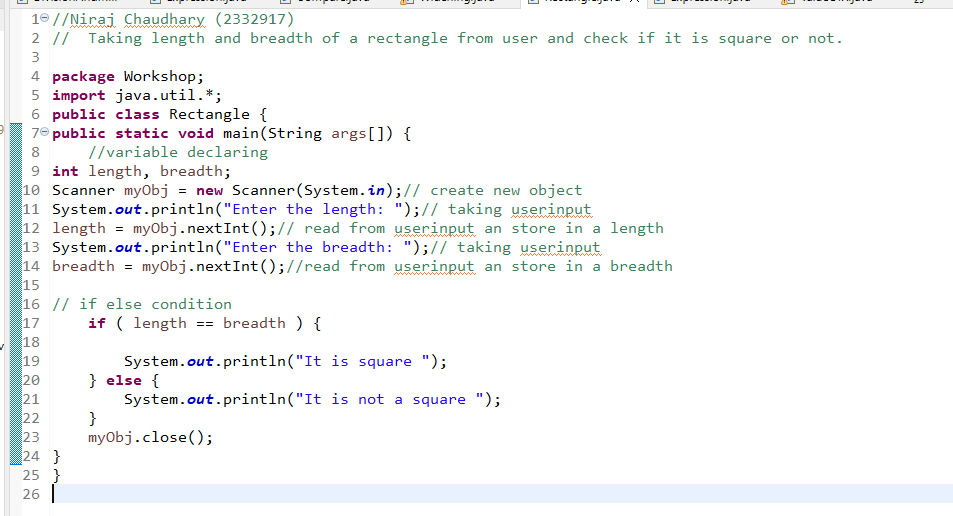 1 //Niraj Chaudhary (2332917)
2 //  Taking length and breadth of a rectangle from user and check if it is square or not.
3
4 package Workshop;
5 import java.util.*;
6 public class Rectangle {
7 public static void main(String args[]) {
8     //variable declaring
9 int length, breadth;
10 Scanner myObj = new Scanner(System.in);// create new object
11 System.out.println("Enter the length: ");// taking userinput
12 length = myObj.nextInt();// read from userinput an store in a length
13 System.out.println("Enter the breadth: ");// taking userinput
14 breadth = myObj.nextInt();//read from userinput an store in a breadth
15
16 // if else condition
17     if ( length == breadth ) {
18
19         System.out.println("It is square ");
20     } else {
21         System.out.println("It is not a square ");
22     }
23     myObj.close();
24 }
25 }
26